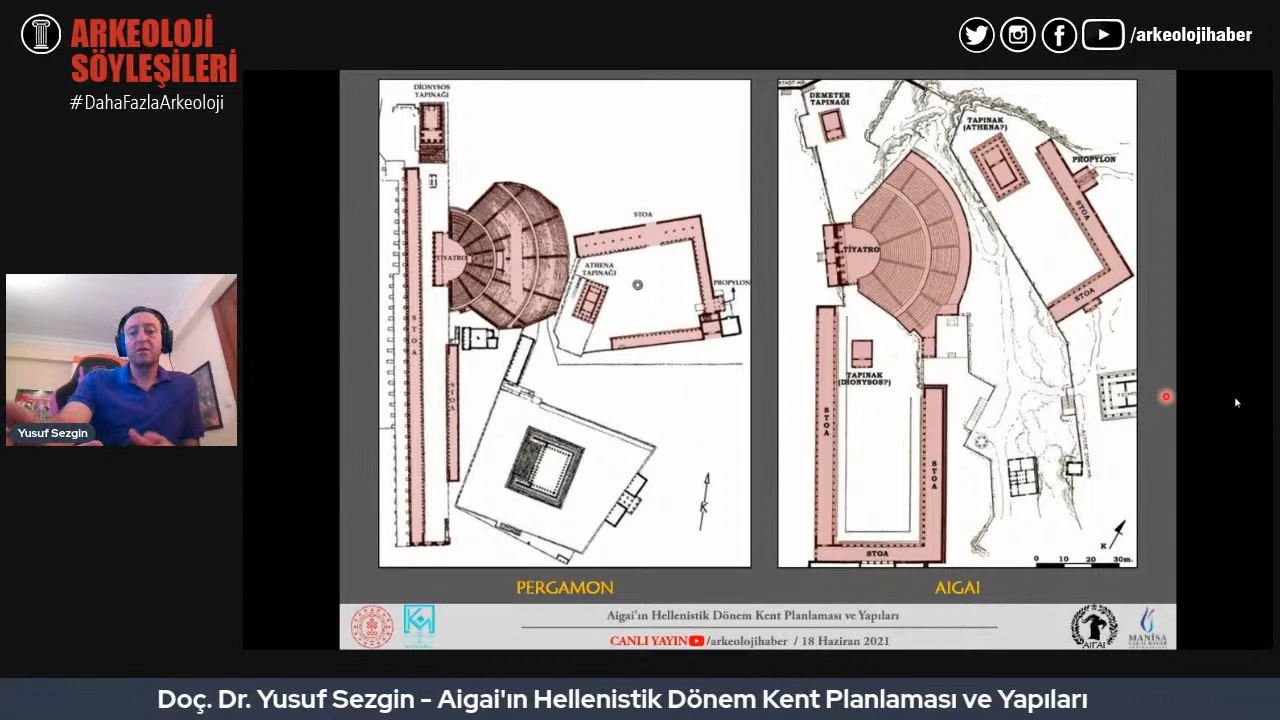 ARKEOLOJİ
SÖYLEŞİLERİ
#DahaFazlaArkeoloji
/arkeolojihaber
DİONYSOS
TAPINAĞI
TİYATRO
STOA
STOA
STOA
ATHENA
TAPINAĞI
PROPYLON
K
PERGAMON
DEMETER
TAPINAĞI
TAPINAK
(ATHENA?)
PROPYLON
STOA
STOA
TİYATRO
TAPINAK
(DİONYSOS?)
STOA
STOA
STOA
K
0 10 20 30m.
AIGAI
Yusuf Sezgin
Aigai'ın Hellenistik Dönem Kent Planlaması ve Yapıları
CANLI YAYIN /arkeolojihaber / 18 Haziran 2021
AİGAİ
MANİSA
Doç. Dr. Yusuf Sezgin - Aigai'ın Hellenistik Dönem Kent Planlaması ve Yapıları